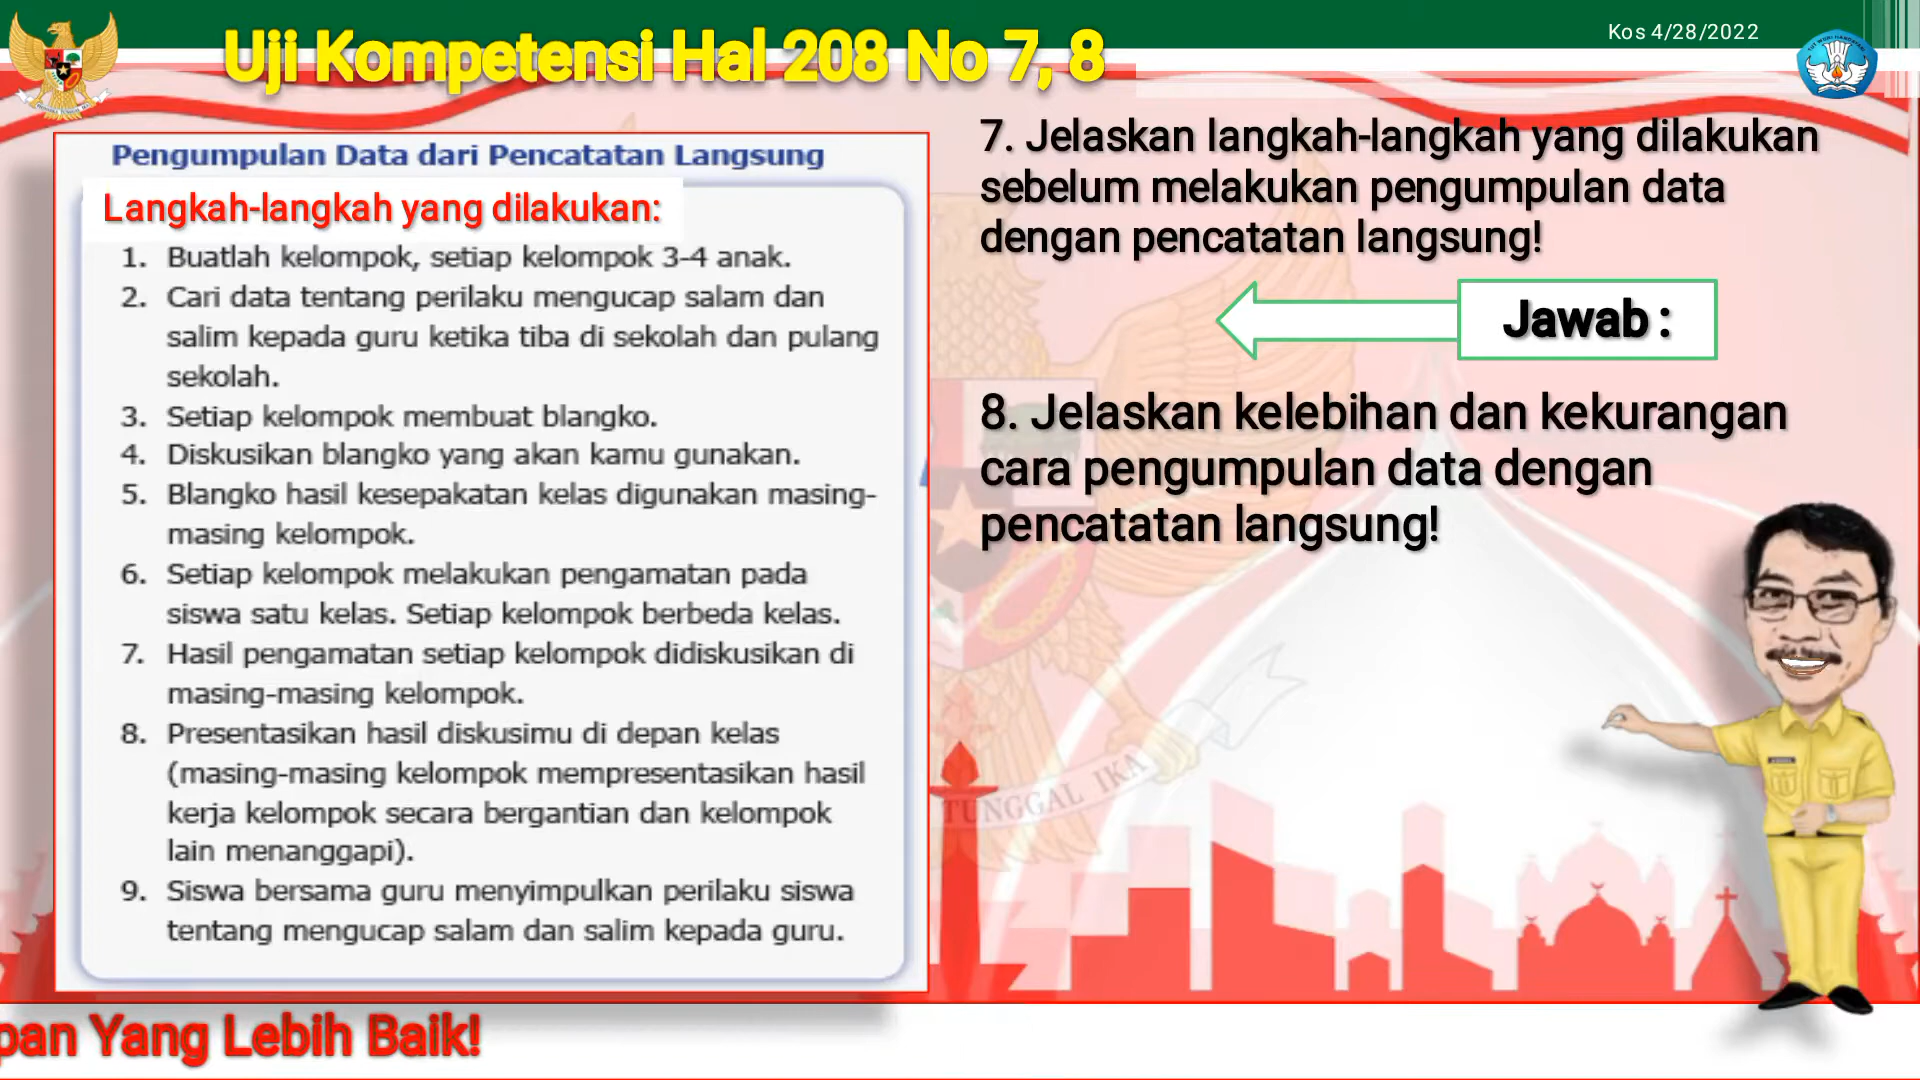 Uji Kompetensi Hal 208 No 7, 8
Kos 4/28/2022
Pengumpulan Data dari Pencatatan Langsung
Langkah-langkah yang dilakukan:
1. Buatlah kelompok, setiap kelompok 3-4 anak.
2. Cari data tentang perilaku mengucap salam dan
salim kepada guru ketika tiba di sekolah dan pulang
sekolah.
3. Setiap kelompok membuat blangko.
4. Diskusikan blangko yang akan kamu gunakan.
5. Blangko hasil kesepakatan kelas digunakan masing-
masing kelompok.
6. Setiap kelompok melakukan pengamatan pada
siswa satu kelas. Setiap kelompok berbeda kelas.
7. Hasil pengamatan setiap kelompok didiskusikan di
masing-masing kelompok.
8. Presentasikan hasil diskusimu di depan kelas
(masing-masing kelompok mempresentasikan hasil
kerja kelompok secara bergantian dan kelompok
lain menanggapi).
9. Siswa bersama guru menyimpulkan perilaku siswa
tentang mengucap salam dan salim kepada guru.
7. Jelaskan langkah-langkah yang dilakukan
sebelum melakukan pengumpulan data
dengan pencatatan langsung!
Jawab :
8. Jelaskan kelebihan dan kekurangan
cara pengumpulan data dengan
pencatatan langsung!
TUNGGAL IKA
pan Yang Lebih Baik!